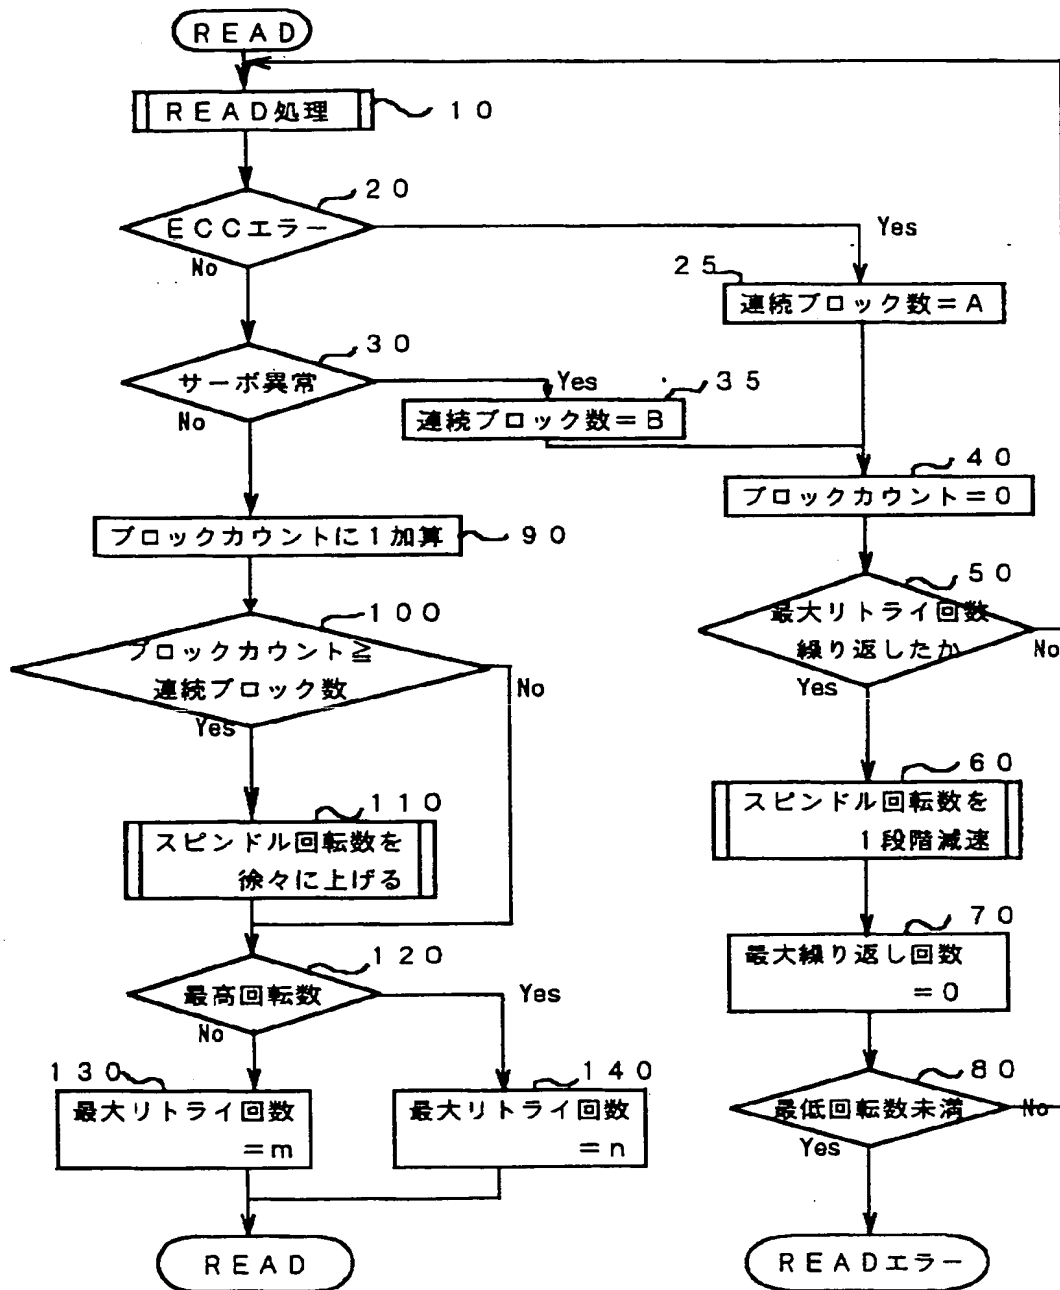 READ
READ処理
10
ECCエラー
20
Yes
No
25
連続ブロック数=A
サーボ異常
30
Yes
35
No
連続ブロック数=B
40
ブロックカウント=0
ブロックカウントに1加算
90
50
最大リトライ回数
繰り返したか
No
Yes
100
ブロックカウント≧
連続ブロック数
No
Yes
60
スピンドル回転数を
1段階減速
110
スピンドル回転数を
徐々に上げる
70
最大繰り返し回数
=0
120
最高回転数
Yes
No
80
最低回転数未満
No
Yes
130
最大リトライ回数
=m
140
最大リトライ回数
=n
READ
READエラー